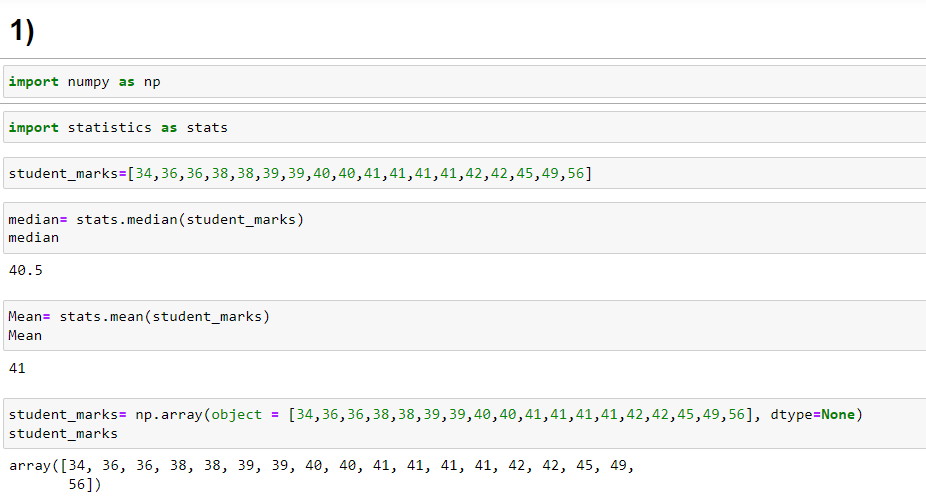 1)
import numpy as np
import statistics as stats
student_marks=[34,36,36,38,38,39,39,40,40,41,41,41,41,42,42,45,49,56]
median= stats.median(student_marks)
median
40.5
Mean= stats.mean(student_marks)
Mean
41
student_marks= np.array(object = [34,36,36,38,38,39,39,40,40,41,41,41,41,42,42,45,49,56], dtype=None)
student_marks
array([34, 36, 36, 38, 38, 39, 39, 40, 40, 41, 41, 41, 41, 42, 42, 45, 49,
56])